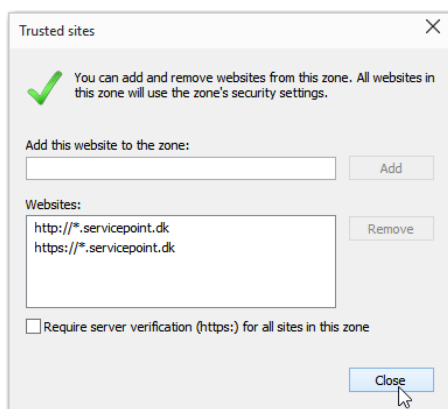 Trusted sites
You can add and remove websites from this zone. All websites in
this zone will use the zone's security settings.
Add this website to the zone:
Add
Websites:
http://*.servicepoint.dk
Remove
https://*.servicepoint.dk
Require server verification (https:) for all sites in this zone
Close